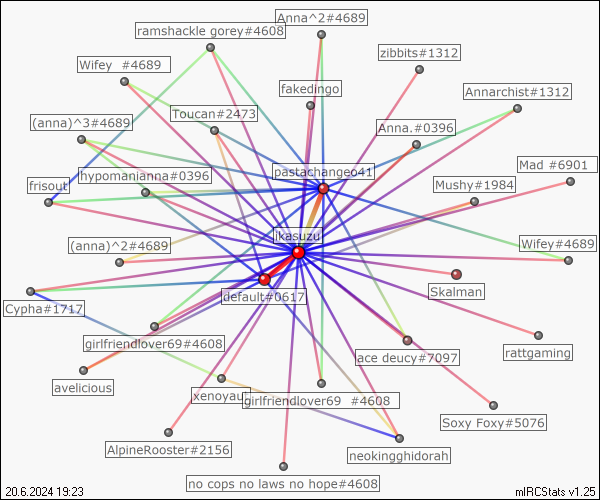 Anna^2#4689
ramshackle gorey#4608
zibbits#1312
Wifey  #4689
fakedingo
Annarchist#1312
Toucan#2473
(anna)^3#4689
Anna.#0396
pastachangeo41
Mad #6901
hypomanianna#0396
frisout
Mushy#1984
ikasuzu
(anna)^2#4689
Wifey#4689
Skalman
default#0617
Cypha#1717
girlfriendlover69#4608
rattgaming
ace deucy#7097
avelicious
xenoyau
girlfriendlover69  #4608
Soxy Foxy#5076
AlpineRooster#2156
neokingghidorah
no cops no laws no hope#4608
20.6.2024 19:23
mIRCStats v1.25